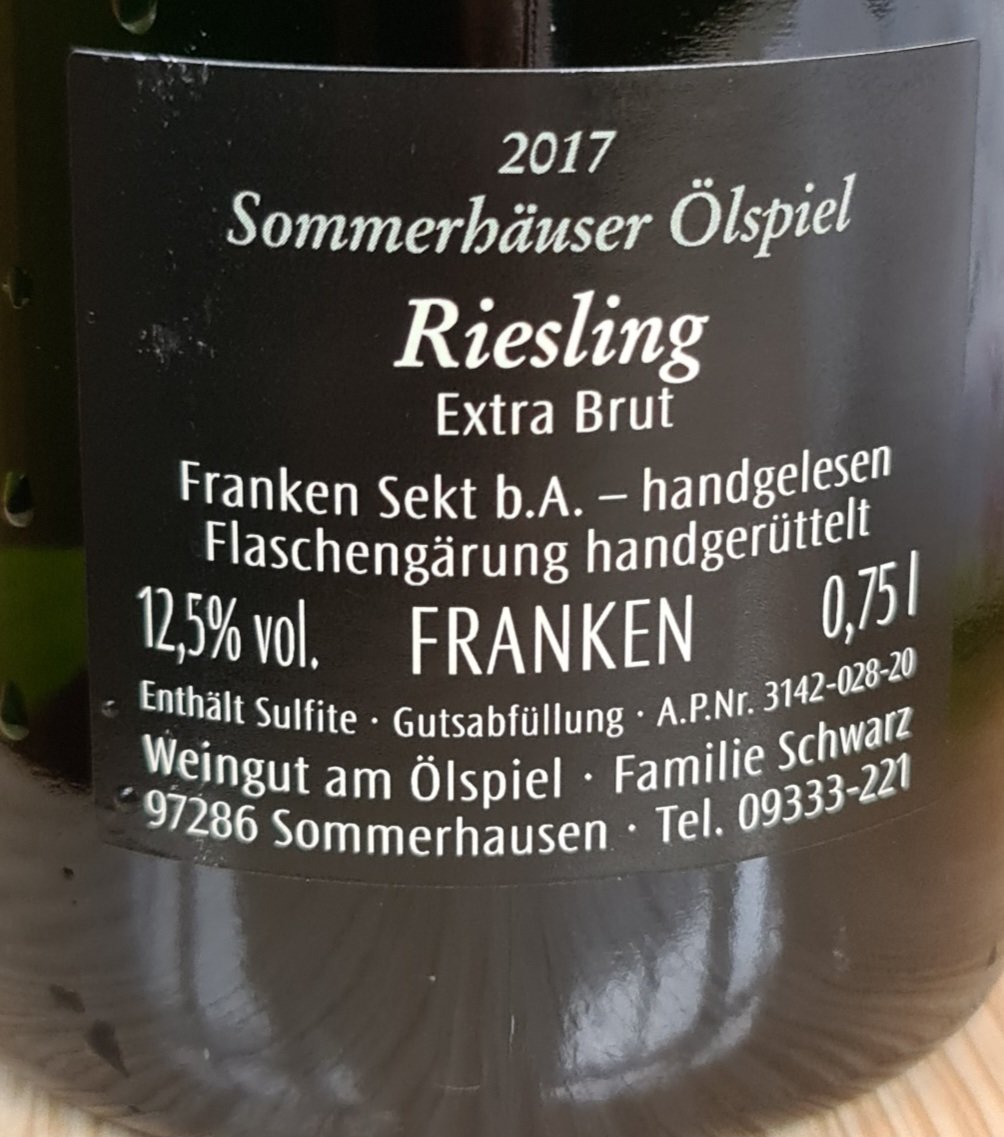 2017
Sommerhäuser Ölspiel
Riesling
Extra Brut
Franken Sekt b.A. – handgelesen
Flaschengärung handgerüttelt
12,5% vol. FRANKEN 0,75 l
Enthält Sulfite · Gutsabfüllung · A.P.Nr. 3142-028-20
Weingut am Ölspiel · Familie Schwarz
97286 Sommerhausen · Tel. 09333-221